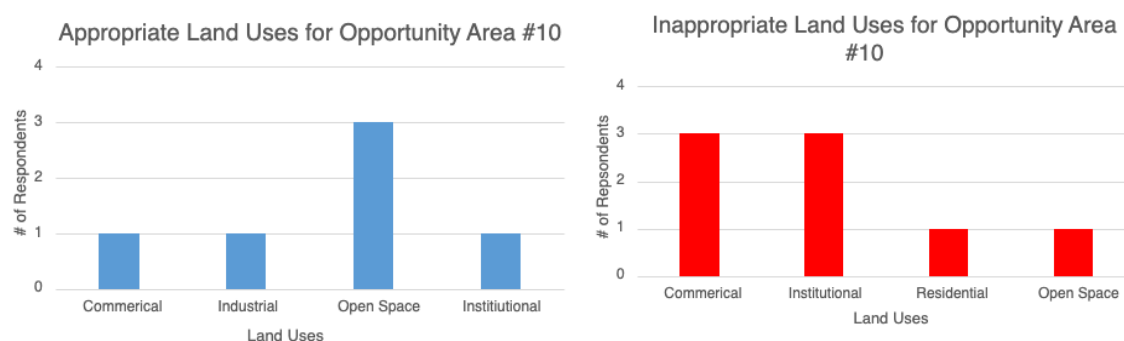 Appropriate Land Uses for Opportunity Area #10
4
3
2
1
0
# of Respondents
Commerical
Industrial
Open Space
Institiutional
Land Uses
Inappropriate Land Uses for Opportunity Area
#10
4
3
2
1
0
# of Repsondents
Commerical
Institutional
Residential
Open Space
Land Uses